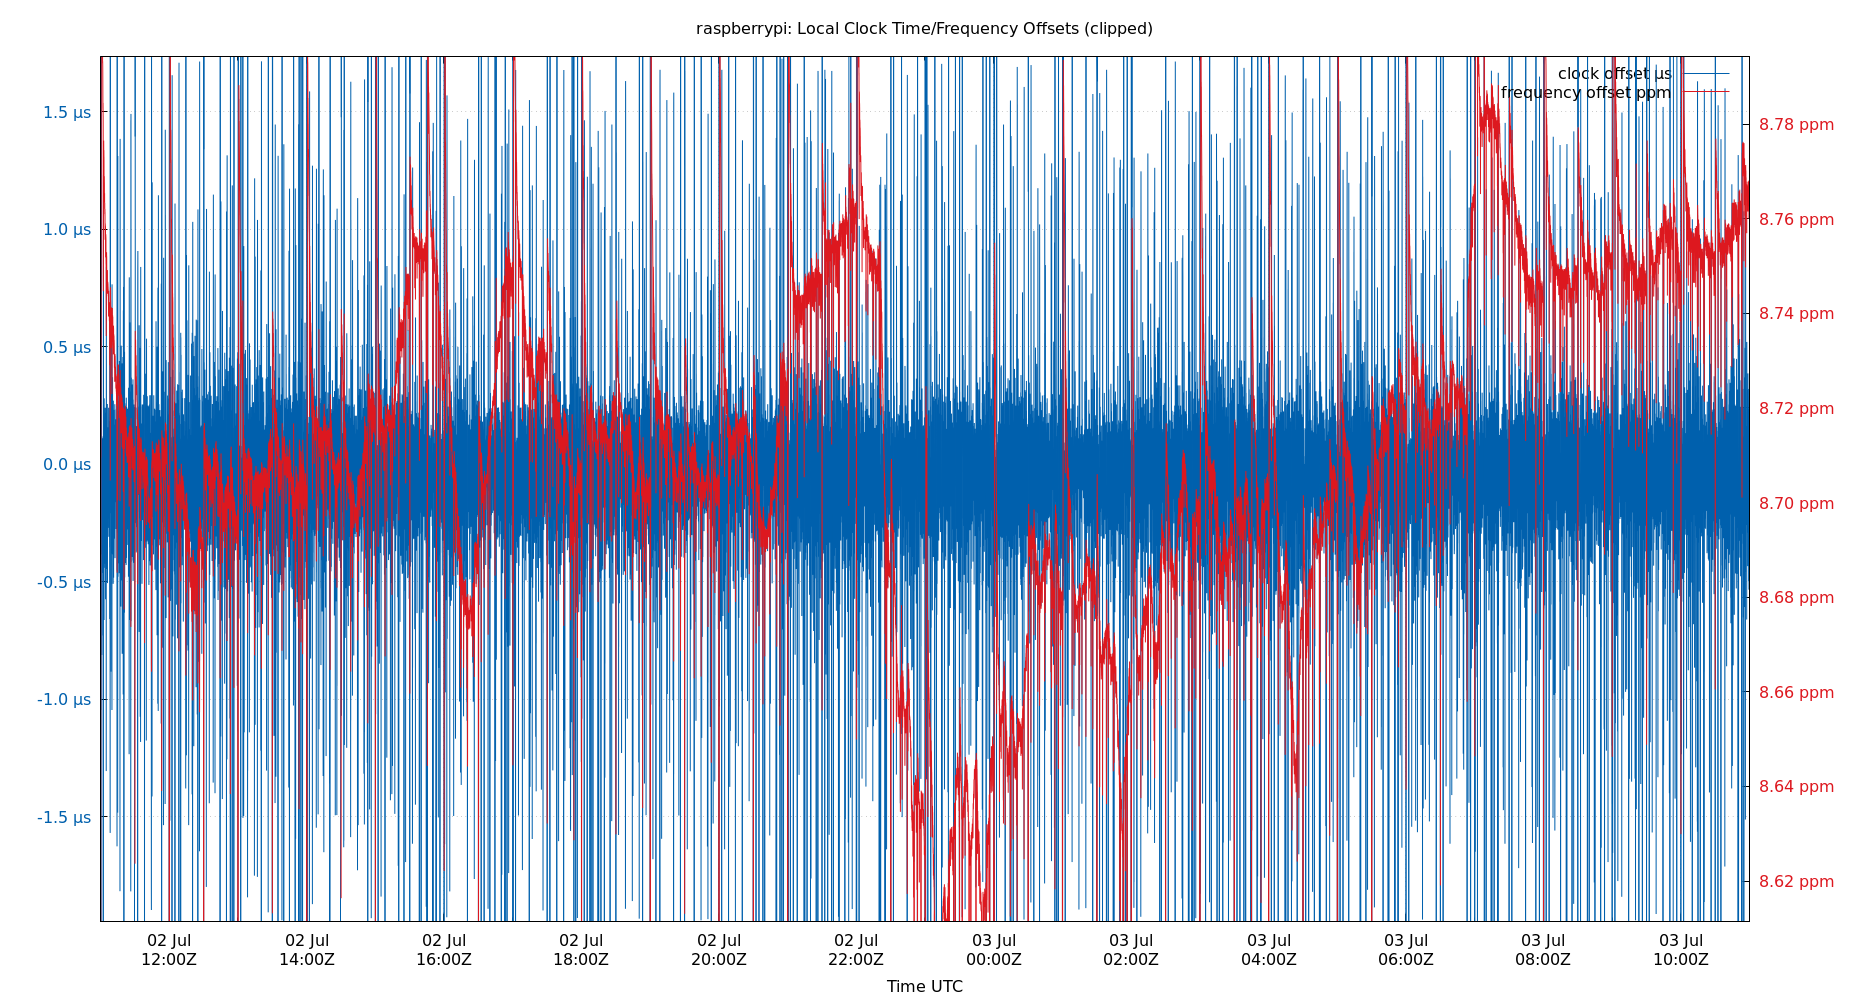 raspberrypi: Local Clock Time/Frequency Offsets (clipped)
clock offset µs
frequency offset ppm
1.5 µs
1.0 µs
0.5 µs
0.0 µs
-0.5 µs
-1.0 µs
-1.5 µs
8.78 ppm
8.76 ppm
8.74 ppm
8.72 ppm
8.70 ppm
8.68 ppm
8.66 ppm
8.64 ppm
8.62 ppm
02 Jul 02 Jul 02 Jul 02 Jul 02 Jul 02 Jul 03 Jul 03 Jul 03 Jul 03 Jul 03 Jul 03 Jul
12:00Z 14:00Z 16:00Z 18:00Z 20:00Z 22:00Z 00:00Z 02:00Z 04:00Z 06:00Z 08:00Z 10:00Z
Time UTC